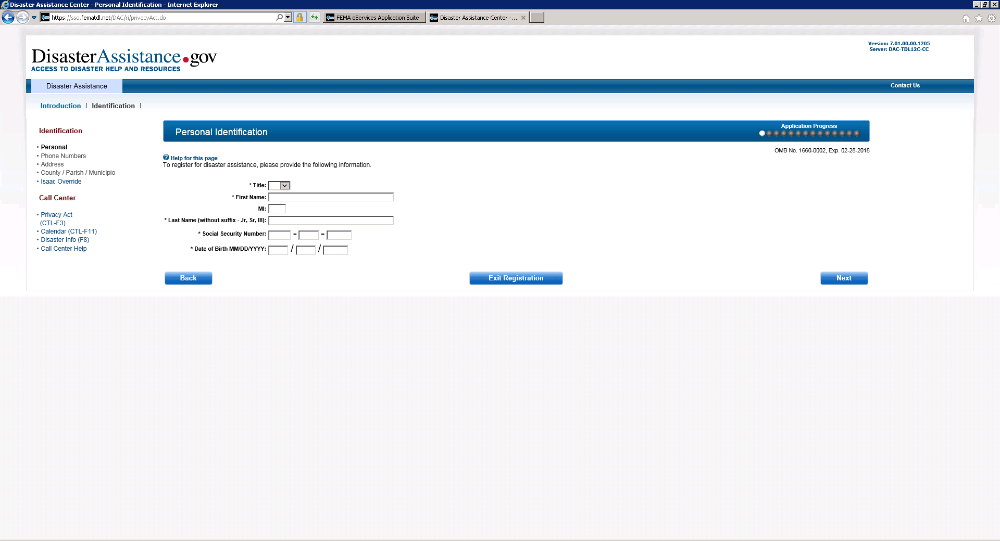 Disaster Assistance Center - Personal Identification - Internet Explorer
https://sso.fematdl.net/DAC/ri/privacyAct.do
FEMA eServices Application Suite
Disaster Assistance Center -...
Version: 7.01.00.00.1205
Server: DAC-TDL12C-CC
DisasterAssistance.gov
ACCESS TO DISASTER HELP AND RESOURCES
Disaster Assistance
Contact Us
Introduction | Identification |
Identification
• Personal
• Phone Numbers
• Address
• County / Parish / Municipio
• Isaac Override
Call Center
• Privacy Act
(CTL-F3)
• Calendar (CTL-F11)
• Disaster Info (F8)
• Call Center Help
Personal Identification
Application Progress
OMB No. 1660-0002, Exp. 02-28-2018
? Help for this page
To register for disaster assistance, please provide the following information.
* Title:
* First Name:
MI:
* Last Name (without suffix - Jr, Sr, III):
* Social Security Number: - -
* Date of Birth MM/DD/YYYY: / /
Back
Exit Registration
Next